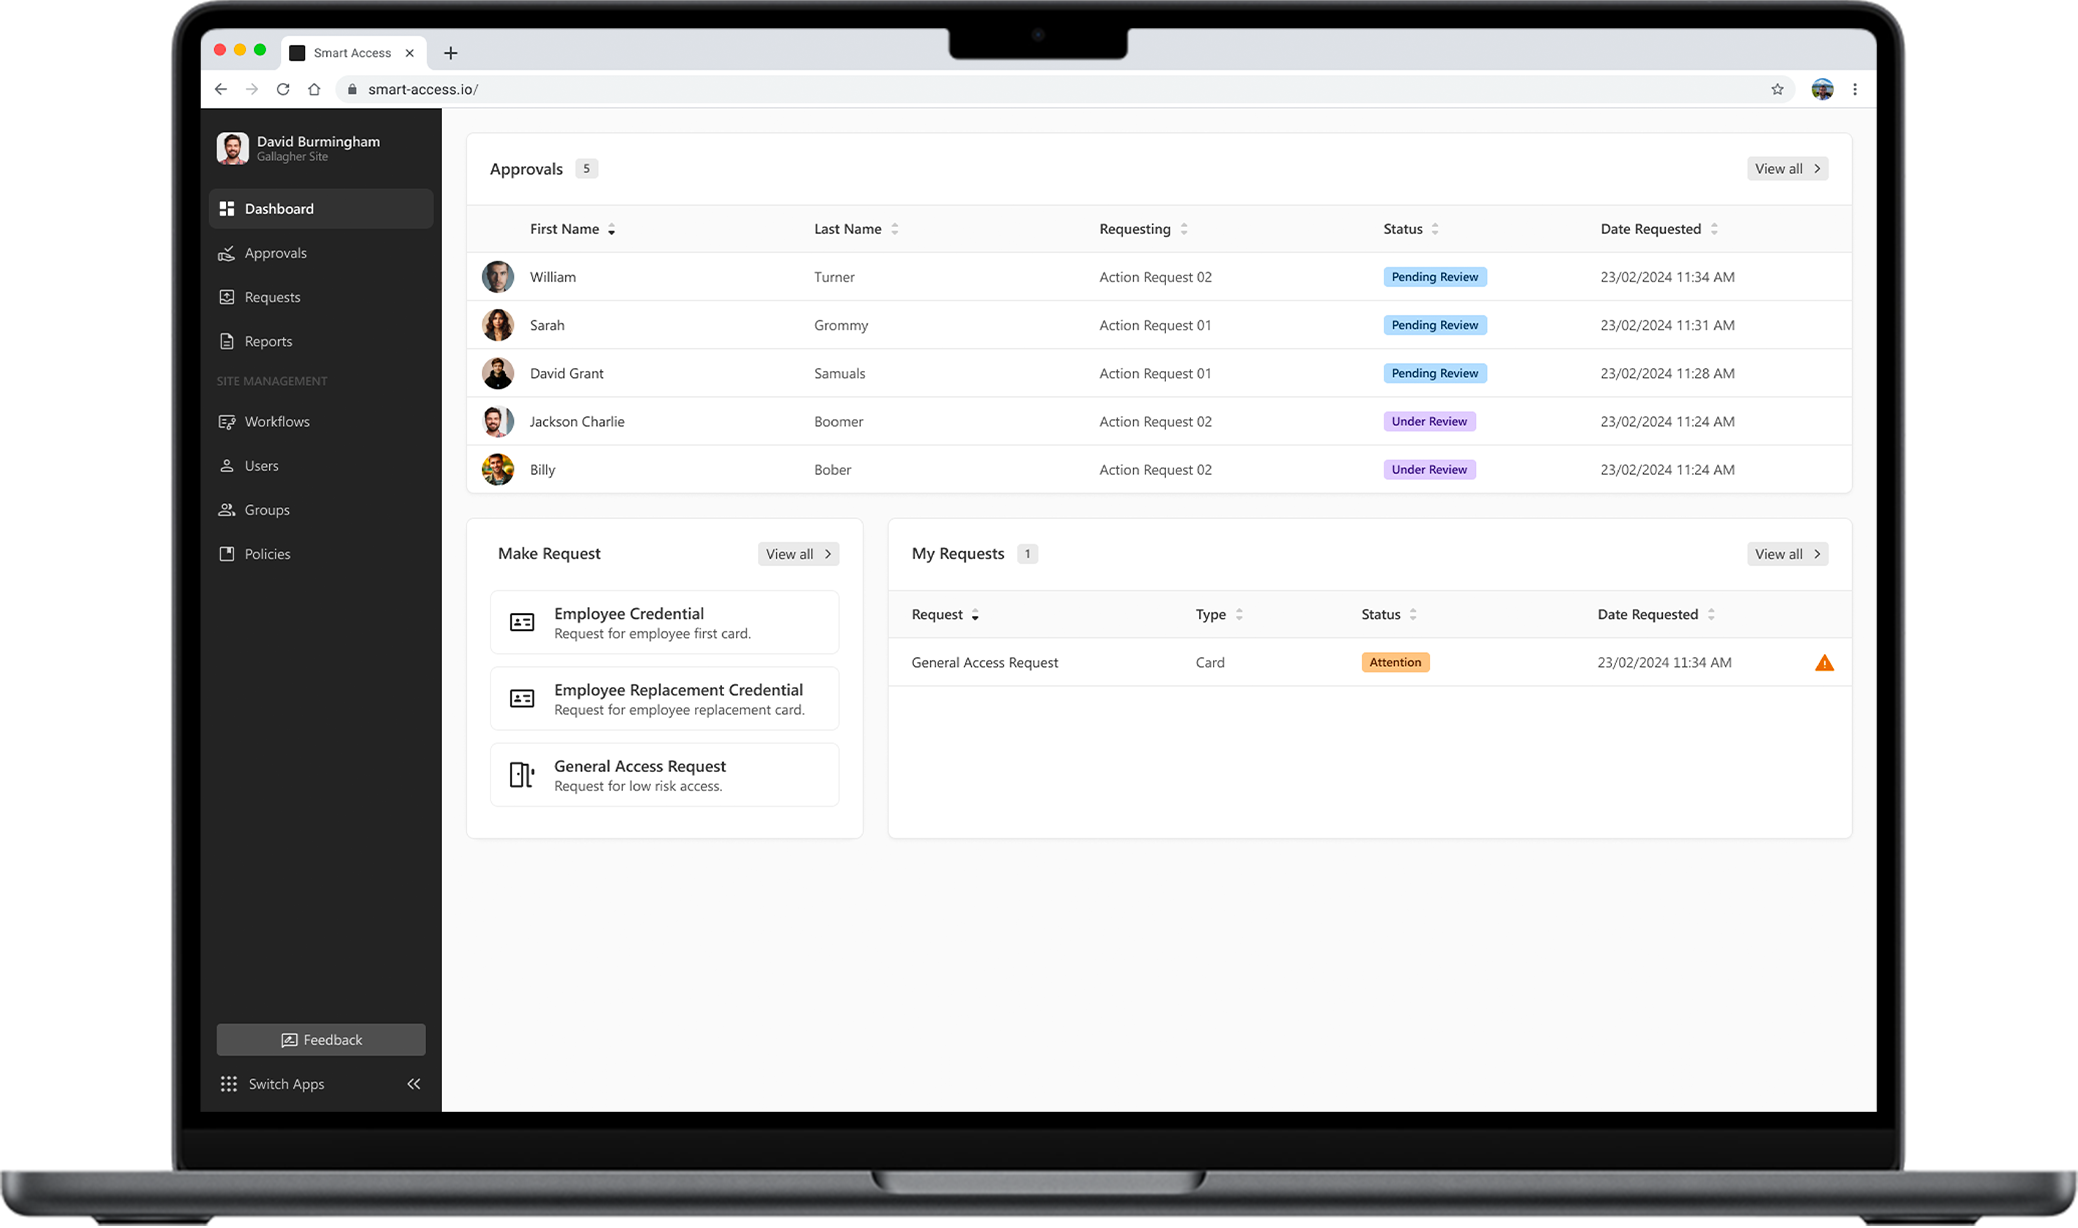 Smart Access
smart-access.io/
David Burmingham
Gallagher Site
Dashboard
Approvals
Requests
Reports
SITE MANAGEMENT
Workflows
Users
Groups
Policies
Feedback
Switch Apps
Approvals 5 View all
First Name Last Name Requesting Status Date Requested
William Turner Action Request 02 Pending Review 23/02/2024 11:34 AM
Sarah Grommy Action Request 01 Pending Review 23/02/2024 11:31 AM
David Grant Samuals Action Request 01 Pending Review 23/02/2024 11:28 AM
Jackson Charlie Boomer Action Request 02 Under Review 23/02/2024 11:24 AM
Billy Bober Action Request 02 Under Review 23/02/2024 11:24 AM
Make Request View all
Employee Credential
Request for employee first card.
Employee Replacement Credential
Request for employee replacement card.
General Access Request
Request for low risk access.
My Requests 1 View all
Request Type Status Date Requested
General Access Request Card Attention 23/02/2024 11:34 AM